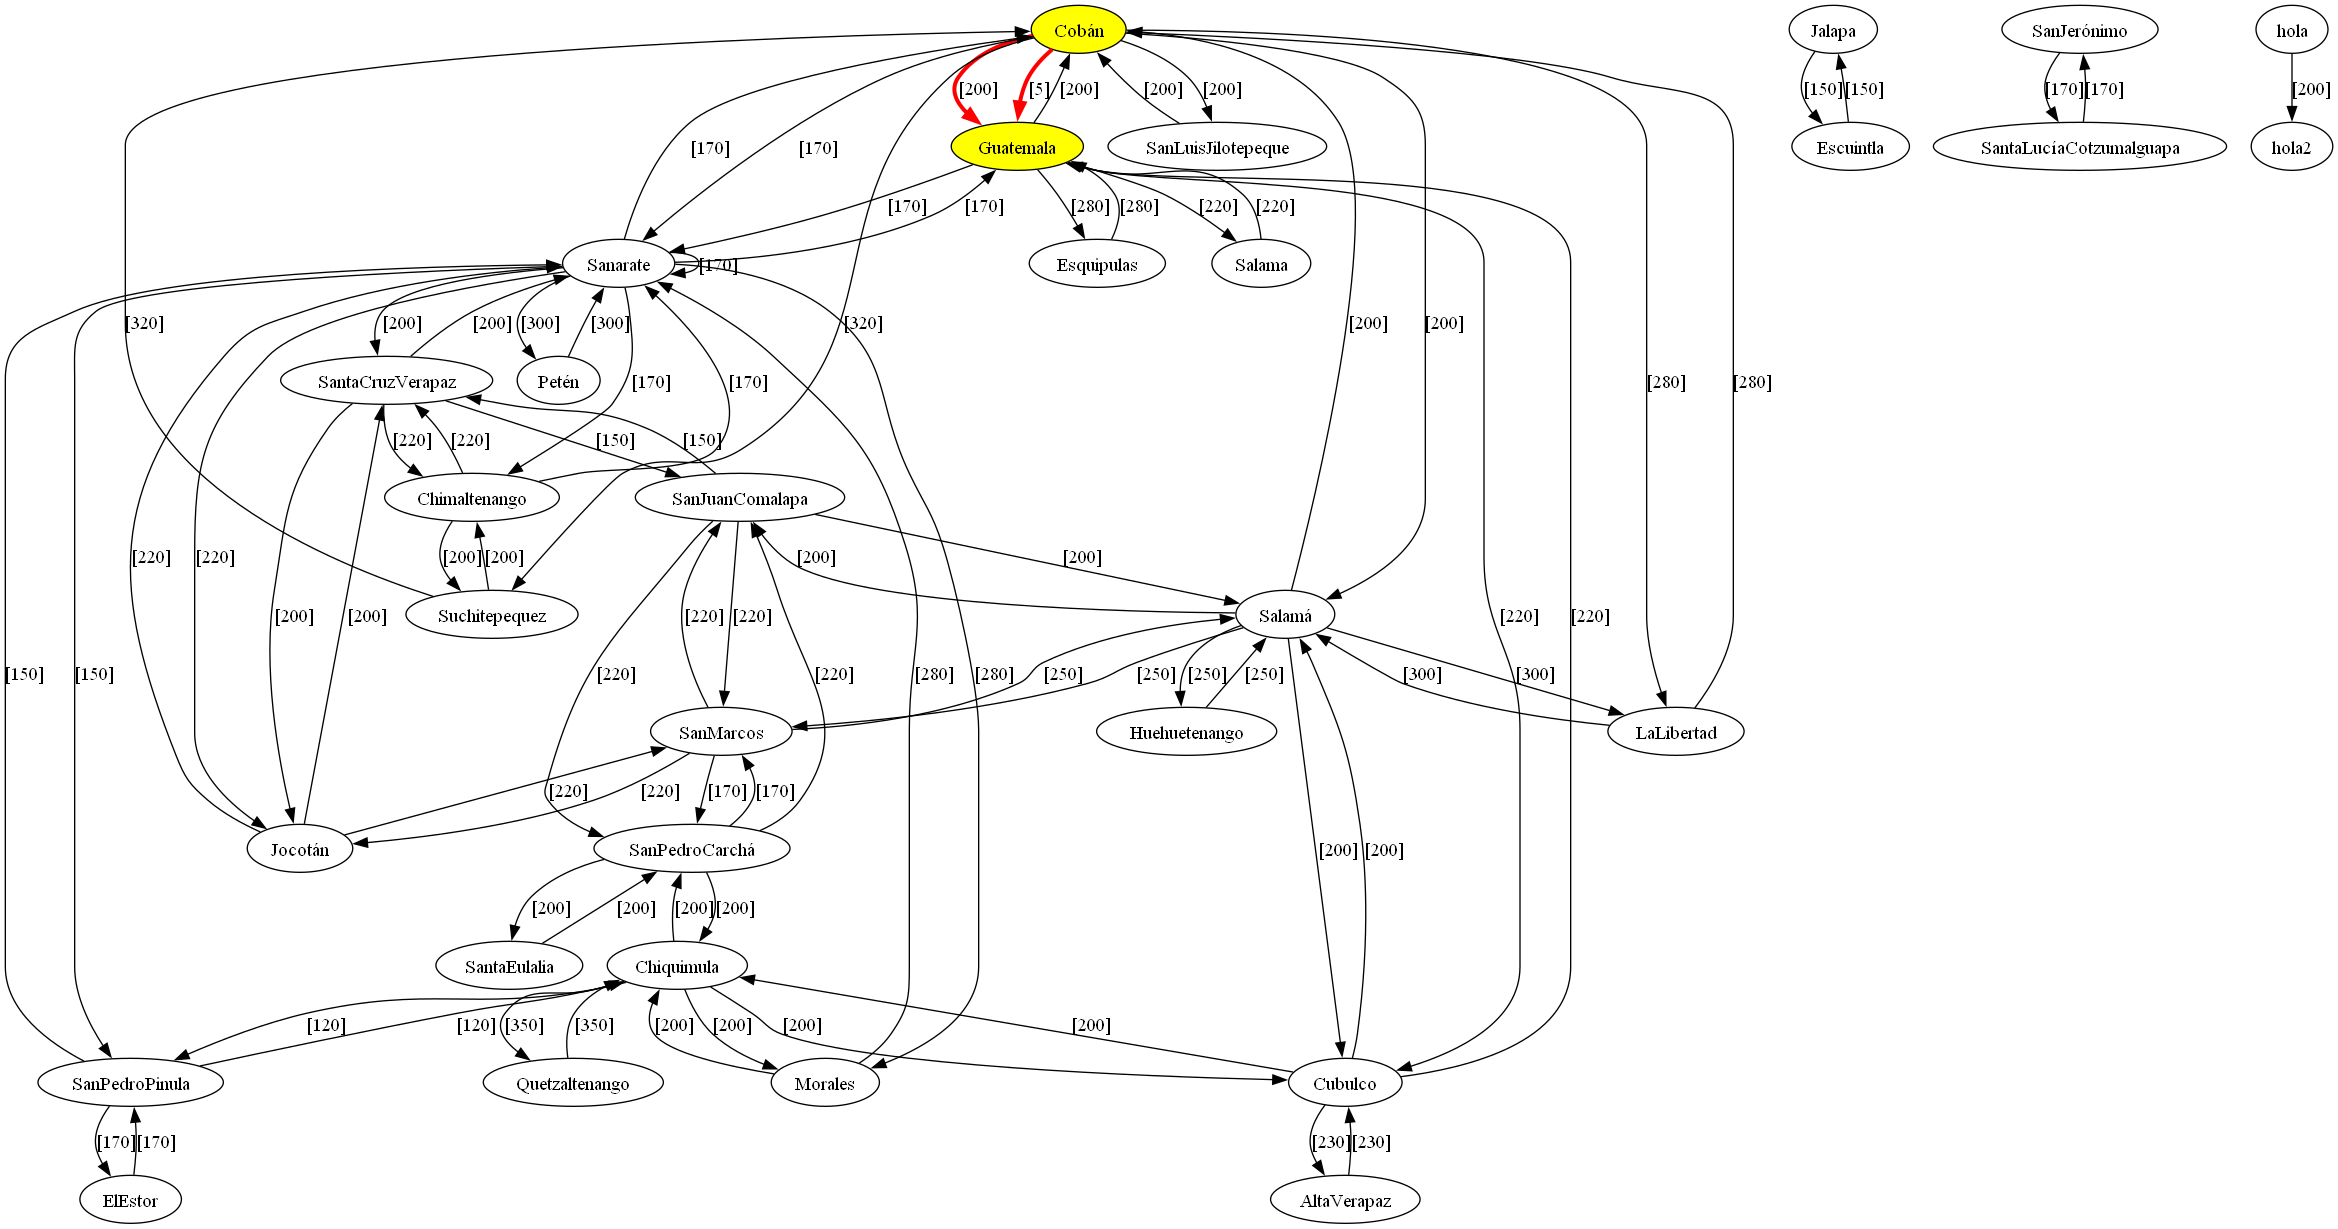 Cobán
Jalapa
SanJerónimo
hola
[200]
[5]
[200]
[200]
[200]
[150]
[150]
[170]
[170]
[200]
[170]
[170]
Guatemala
SanLuisJilotepeque
Escuintla
SantaLucíaCotzumalguapa
hola2
[170]
[170]
[280]
[280]
[220]
[220]
Sanarate
[170]
Esquipulas
Salama
[320]
[200]
[200]
[300]
[300]
[320]
[200]
[200]
SantaCruzVerapaz
Petén
[170]
[170]
[280]
[280]
[220]
[220]
[150]
[150]
Chimaltenango
SanJuanComalapa
[220]
[220]
[200]
[200]
[200]
[200]
Suchitepequez
Salamá
[200]
[200]
[220]
[220]
[220]
[220]
[150]
[150]
[220]
[220]
[280]
[280]
[250]
[250]
[250]
[250]
[300]
[300]
SanMarcos
Huehuetenango
LaLibertad
[220]
[220]
[170]
[170]
Jocotán
SanPedroCarchá
[200]
[200]
[200]
[200]
[200]
[200]
SantaEulalia
Chiquimula
[120]
[120]
[350]
[350]
[200]
[200]
[200]
[200]
SanPedroPinula
Quetzaltenango
Morales
Cubulco
[170]
[170]
[230]
[230]
ElEstor
AltaVerapaz